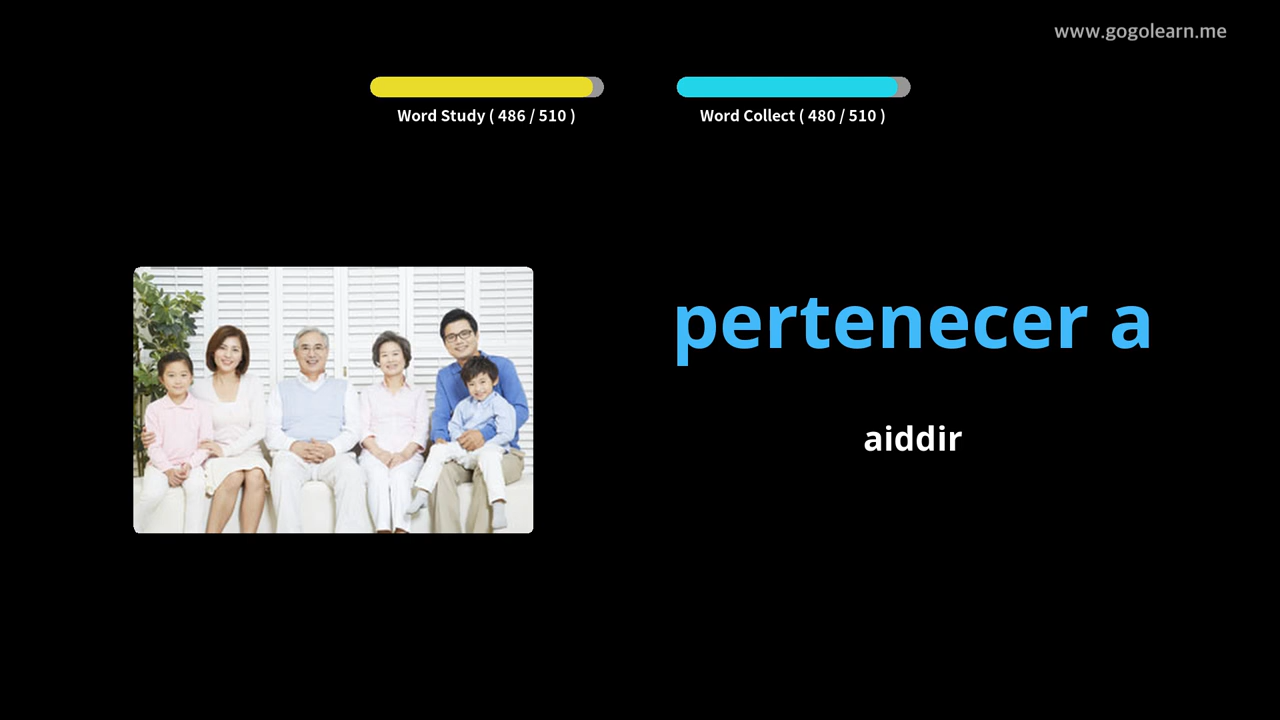 www.gogolearn.me
Word Study ( 486 / 510 )
Word Collect ( 480 / 510 )
pertenecer a
aiddir